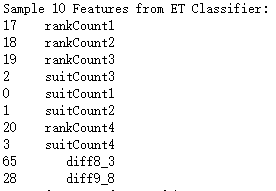 Sample 10 Features from ET Classifier:
17    rankCount1
18    rankCount2
19    rankCount3
2     suitCount3
0     suitCount1
1     suitCount2
20    rankCount4
3     suitCount4
65       diff8_3
28       diff9_8